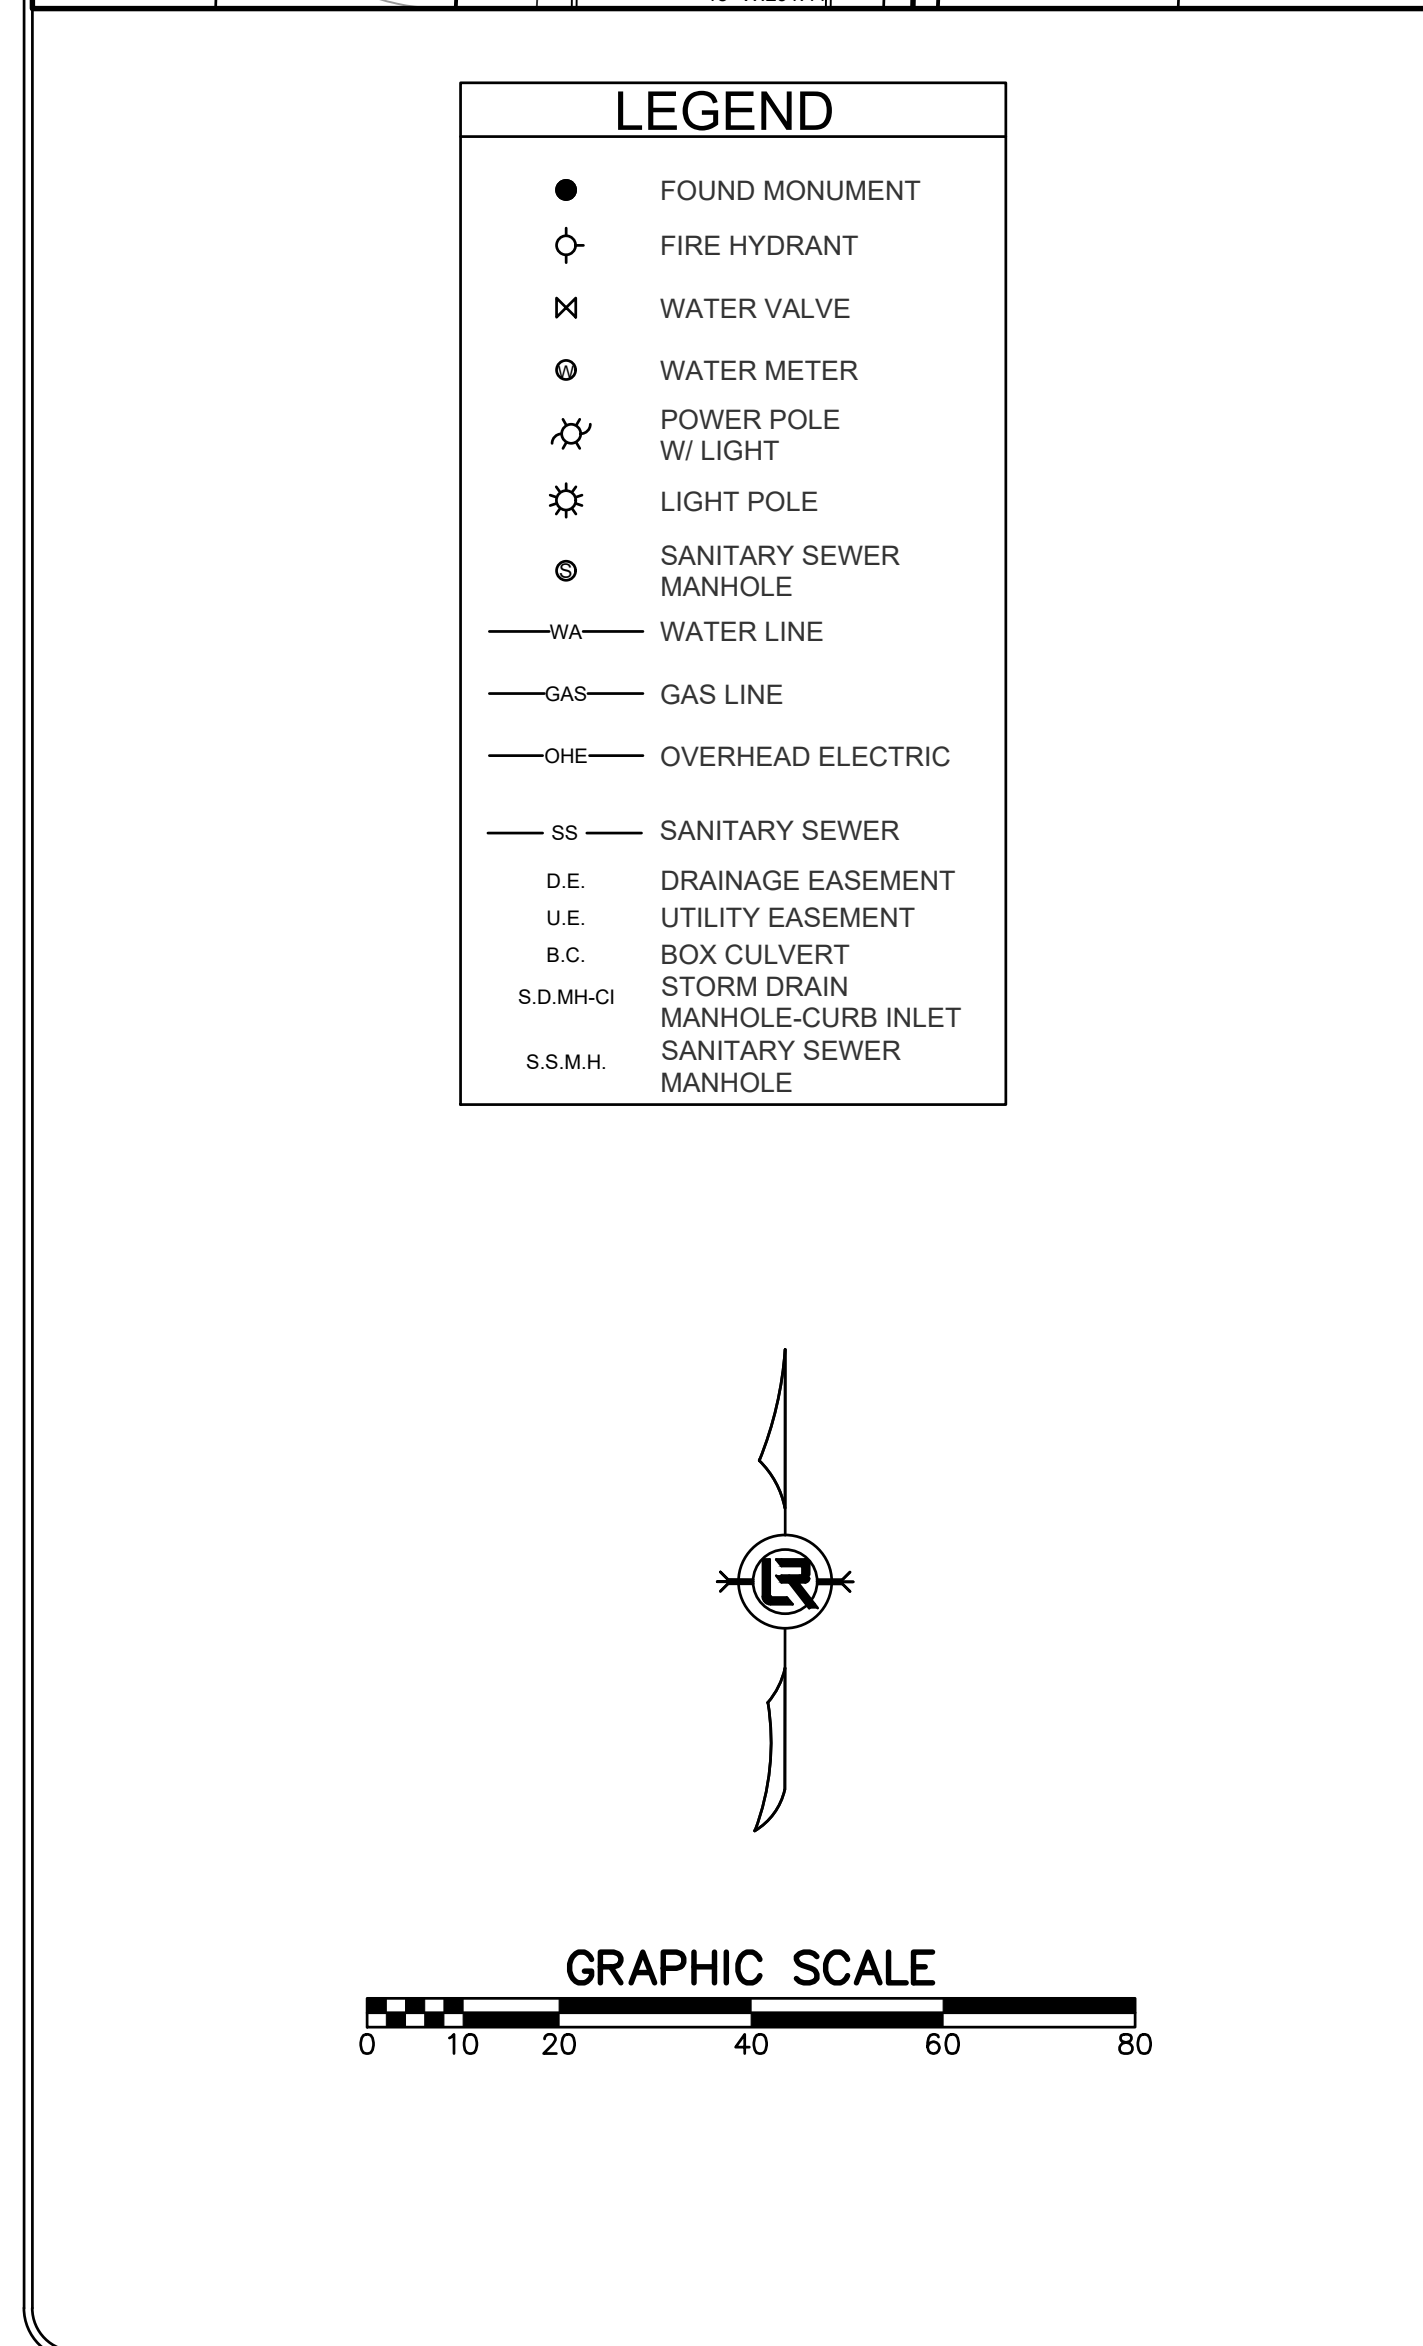 LEGEND
FOUND MONUMENT
FIRE HYDRANT
WATER VALVE
W WATER METER
POWER POLE
W/ LIGHT
LIGHT POLE
S SANITARY SEWER
MANHOLE
WA WATER LINE
GAS GAS LINE
OHE OVERHEAD ELECTRIC
SS SANITARY SEWER
D.E. DRAINAGE EASEMENT
U.E. UTILITY EASEMENT
B.C. BOX CULVERT
S.D.MH-CI STORM DRAIN
MANHOLE-CURB INLET
S.S.M.H. SANITARY SEWER
MANHOLE
LR
GRAPHIC SCALE
0 10 20 40 60 80